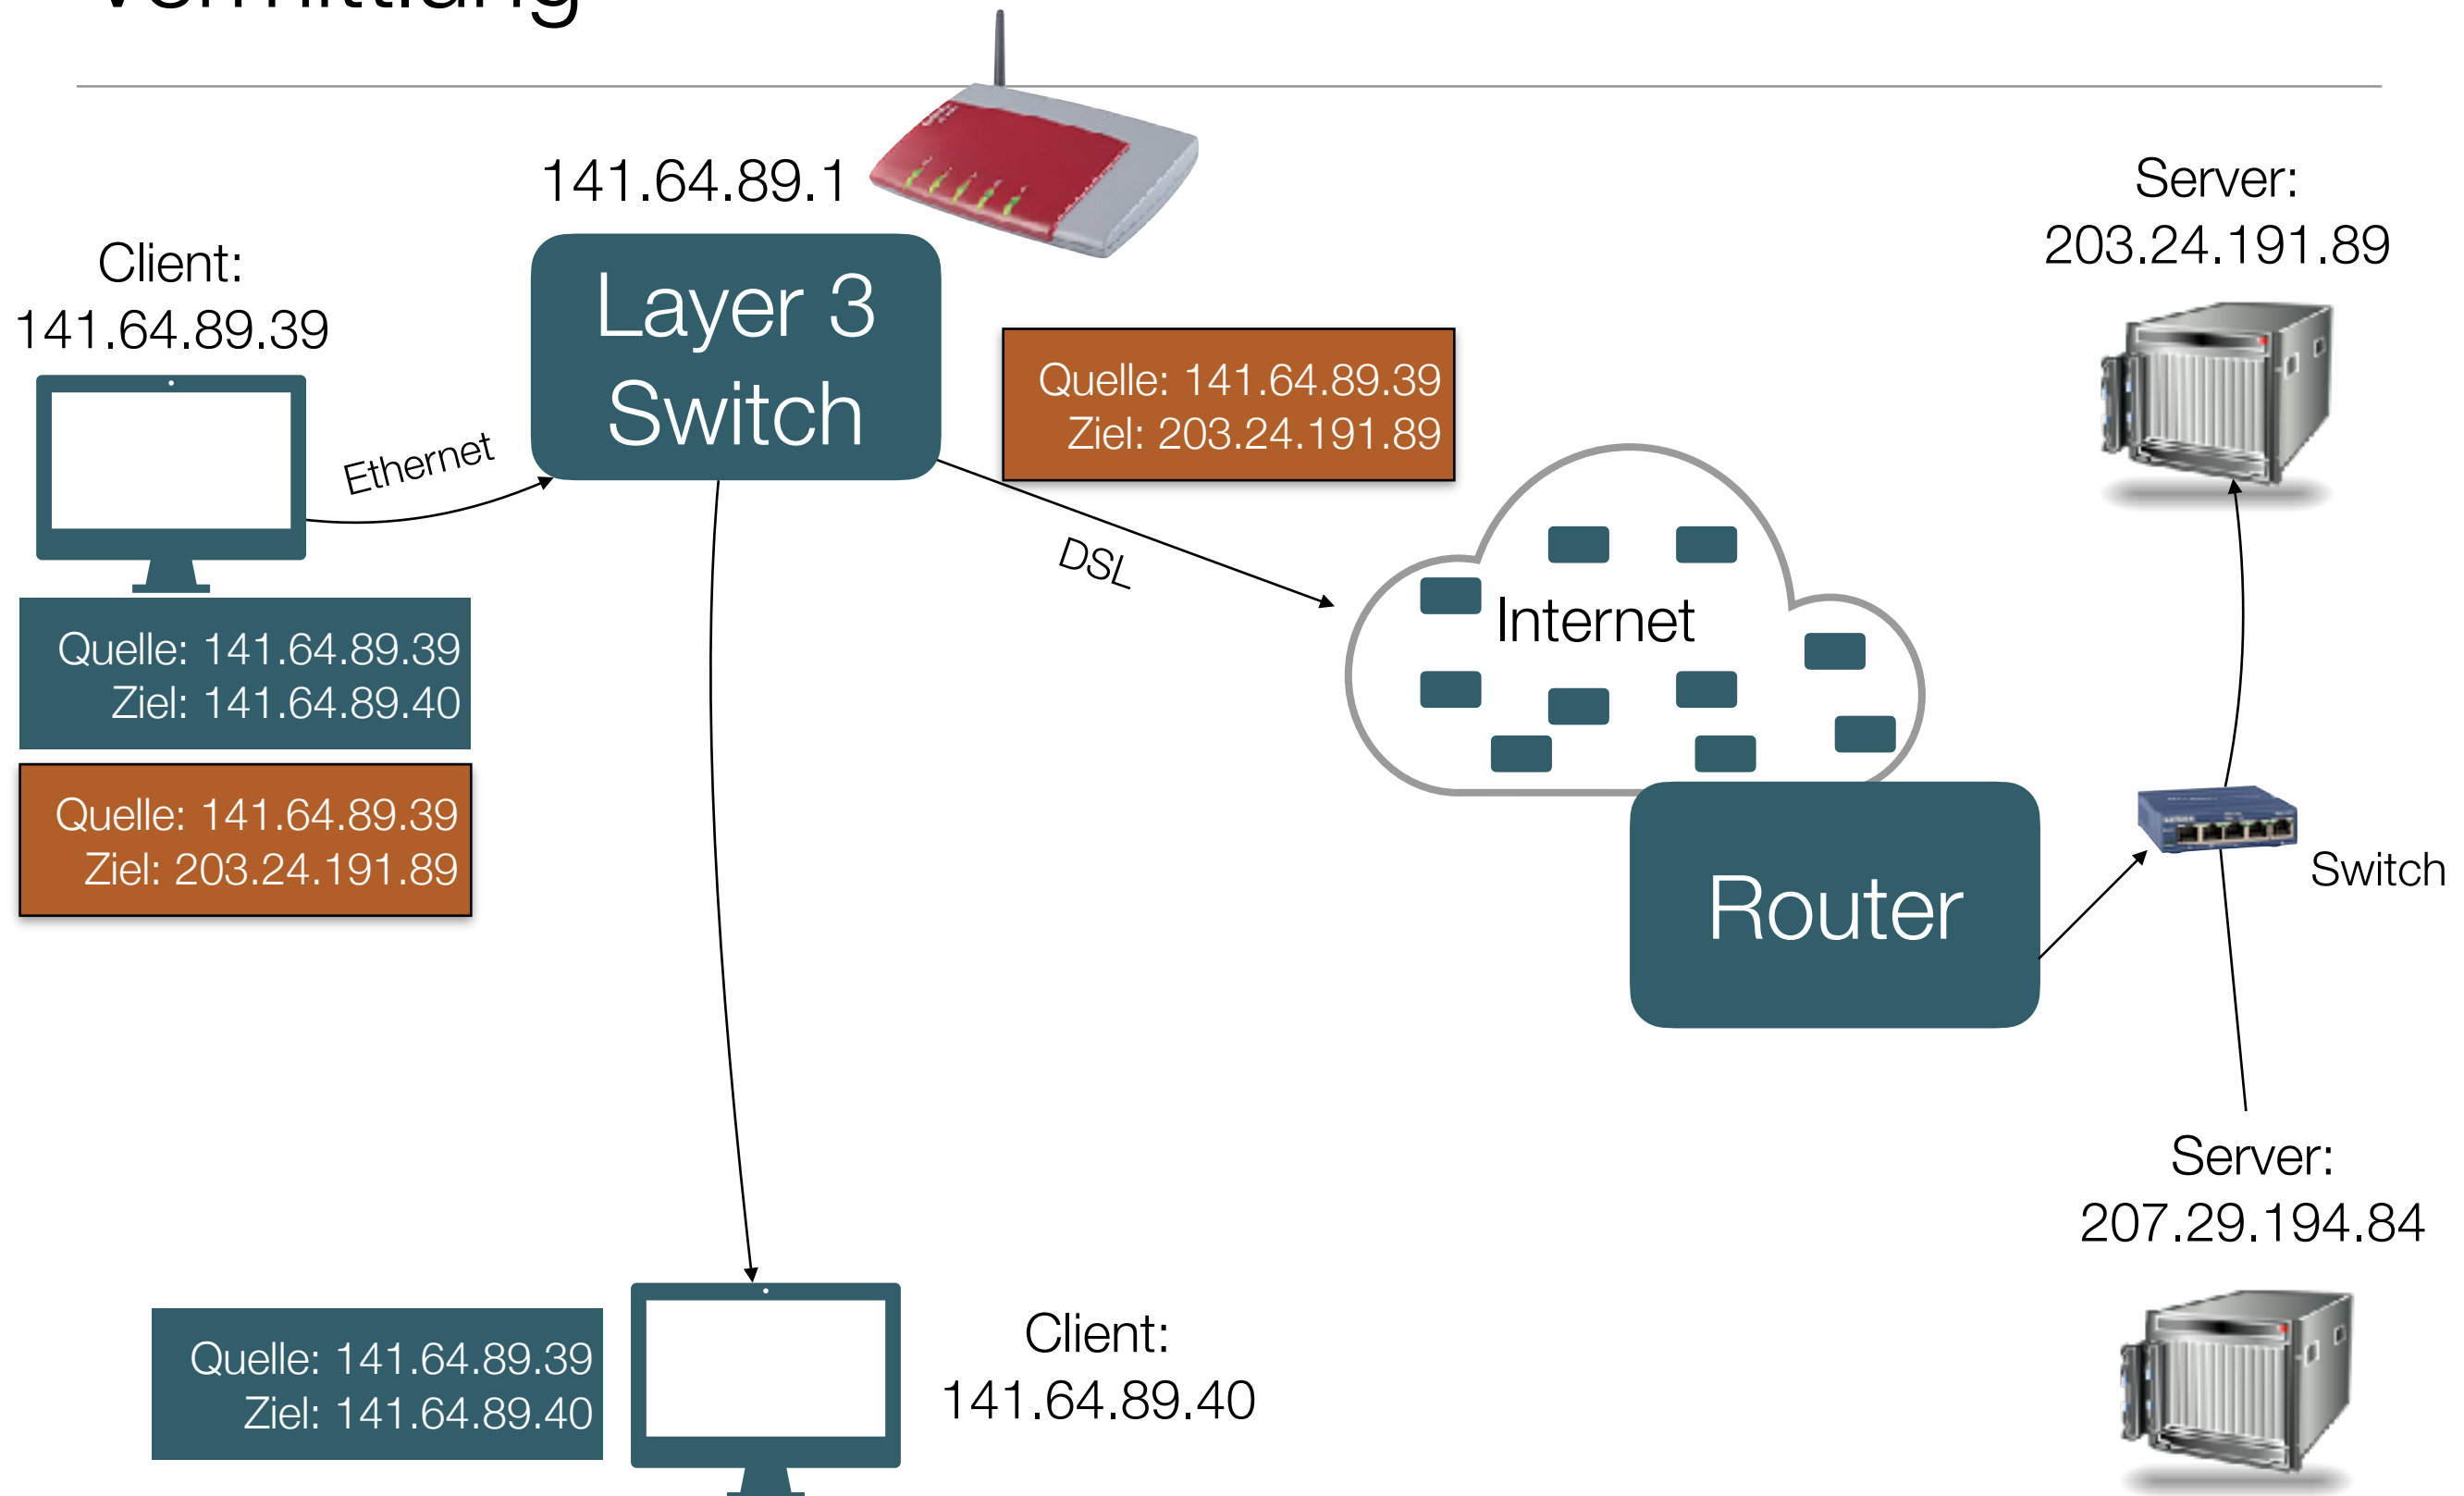 141.64.89.1
Client:
141.64.89.39
Layer 3
Switch
Server:
203.24.191.89
Quelle: 141.64.89.39
Ziel: 203.24.191.89
Ethernet
DSL
Internet
Quelle: 141.64.89.39
Ziel: 141.64.89.40
Quelle: 141.64.89.39
Ziel: 203.24.191.89
Router
Switch
Server:
207.29.194.84
Quelle: 141.64.89.39
Ziel: 141.64.89.40
Client:
141.64.89.40